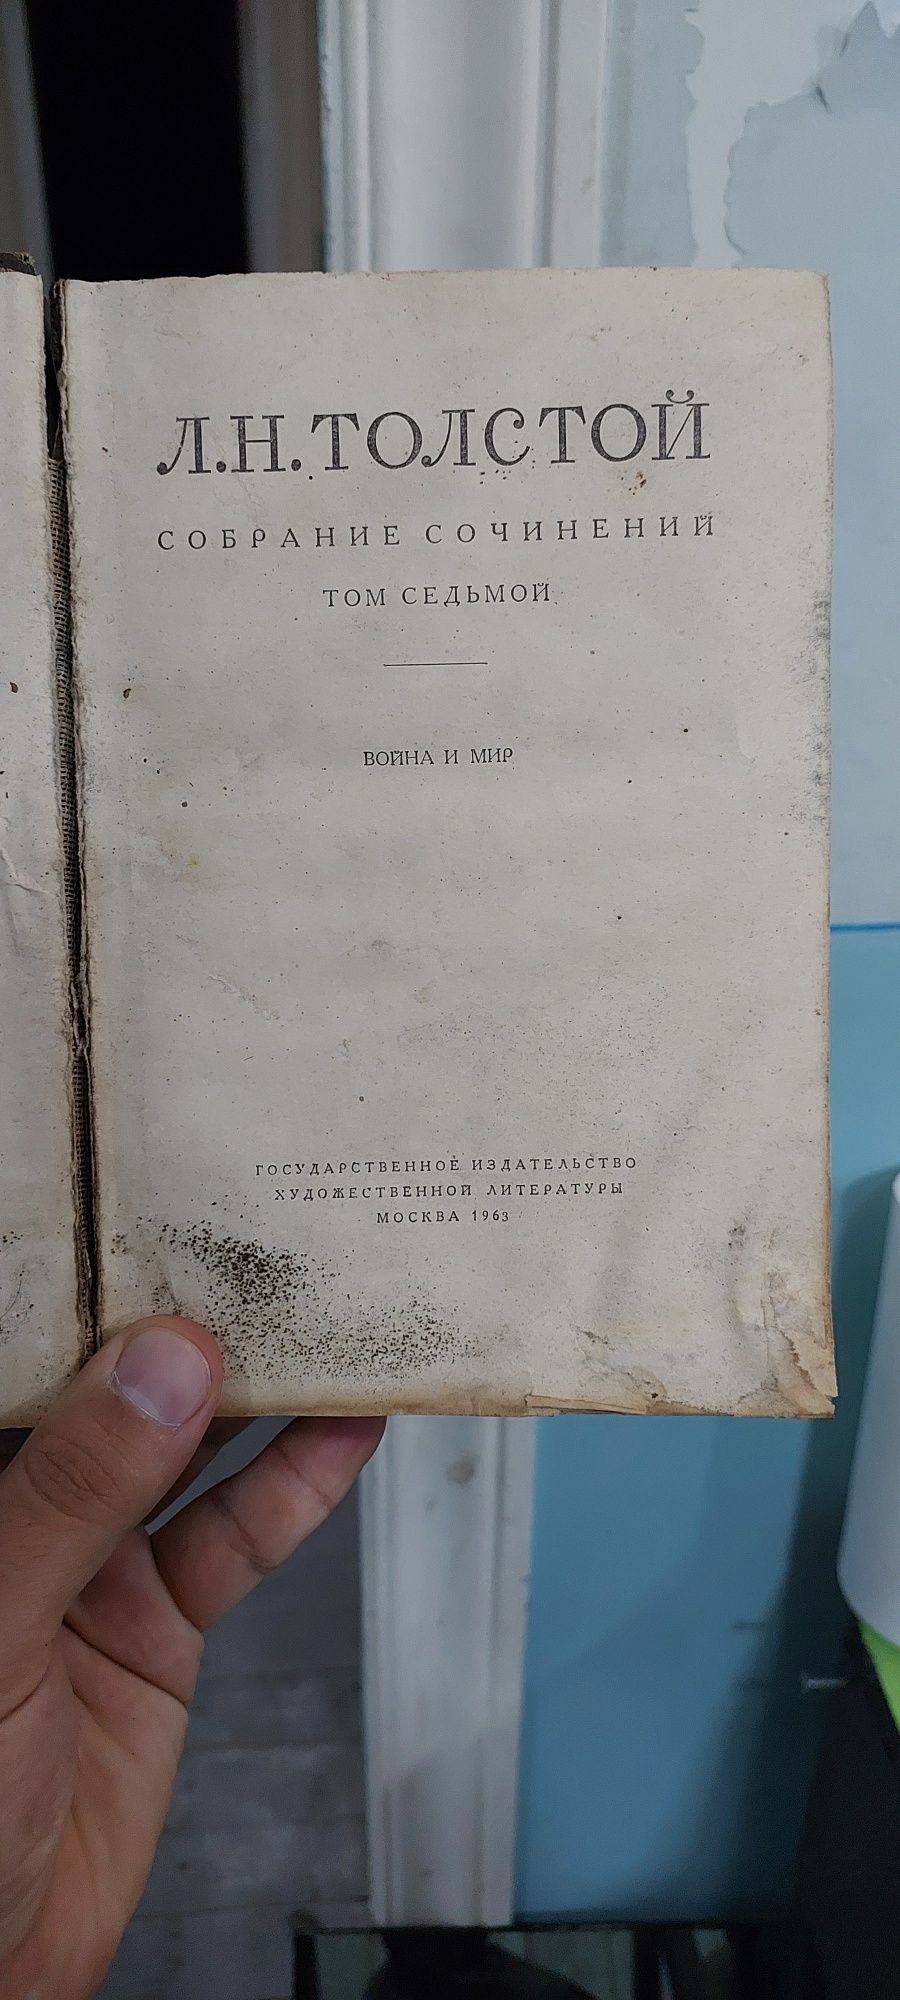 Л.Н.ТОЛСТОЙ
СОБРАНИЕ СОЧИНЕНИЙ
ТОМ СЕДЬМОЙ
ВОЙНА И МИР
ГОСУДАРСТВЕННОЕ ИЗДАТЕЛЬСТВО
ХУДОЖЕСТВЕННОЙ ЛИТЕРАТУРЫ
МОСКВА 1963